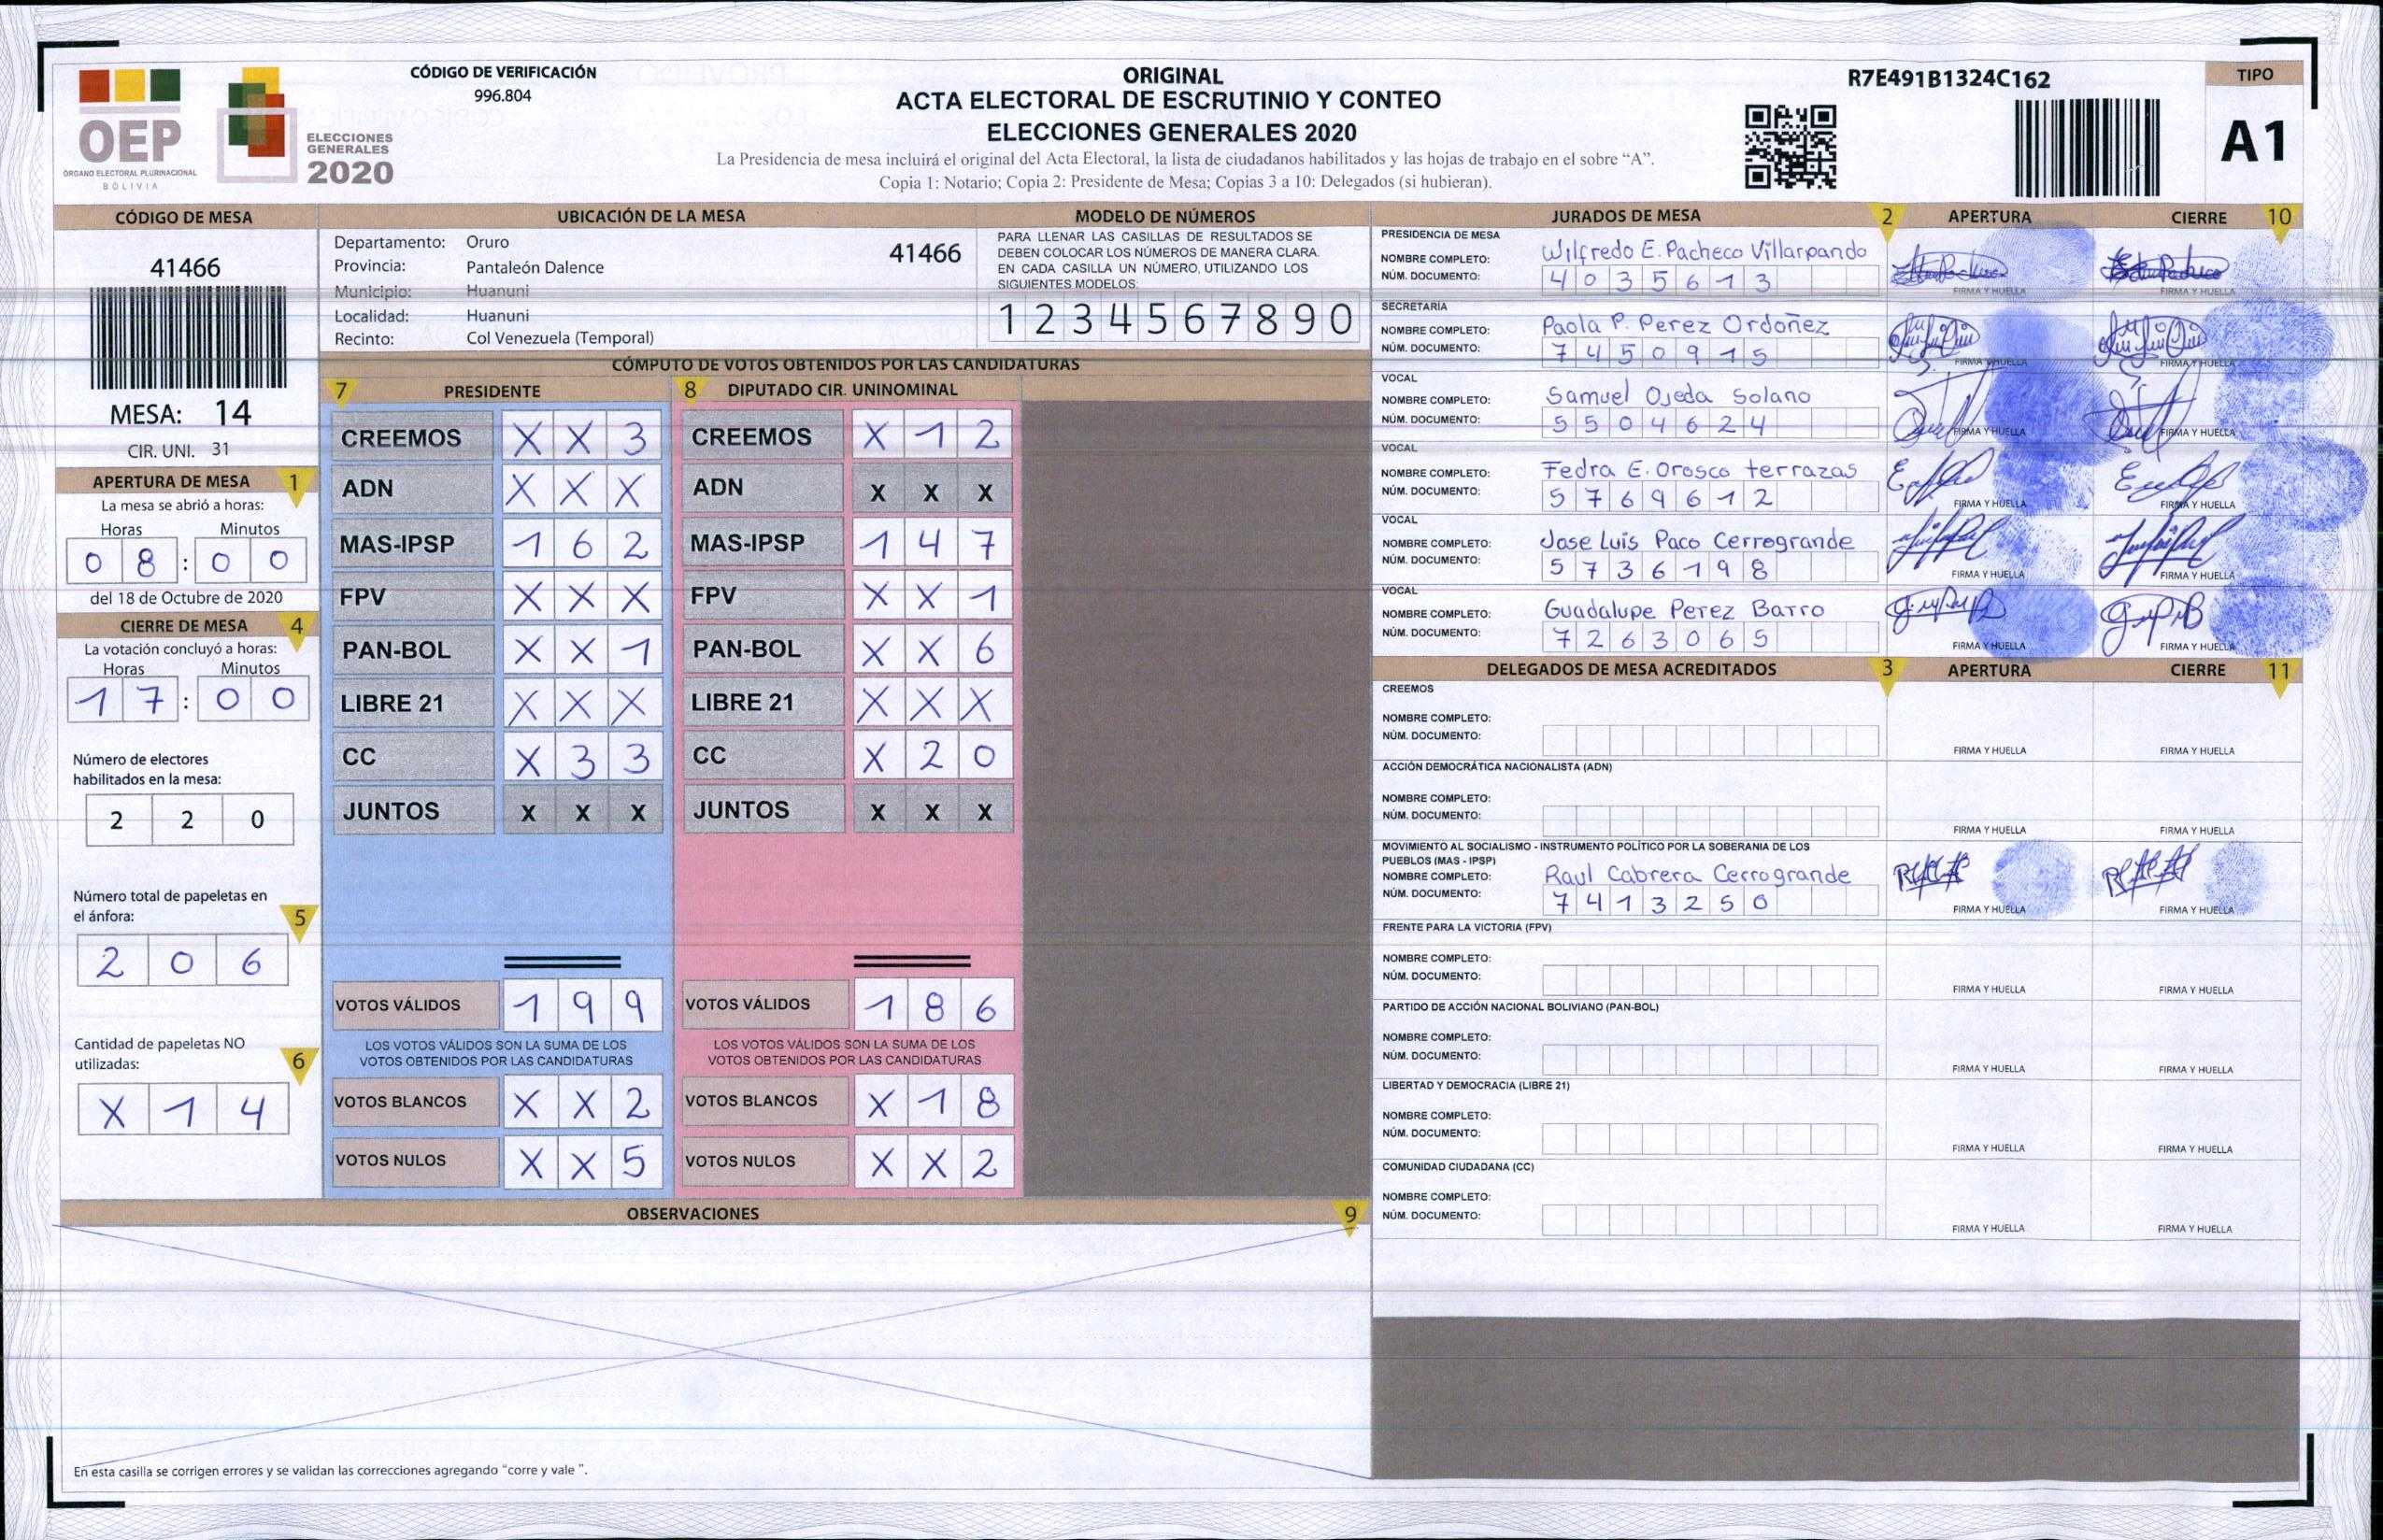 OEP
ÓRGANO ELECTORAL PLURINACIONAL
BOLIVIA
ELECCIONES
GENERALES
2020
CÓDIGO DE VERIFICACIÓN
996.804
ORIGINAL
ACTA ELECTORAL DE ESCRUTINIO Y CONTEO
ELECCIONES GENERALES 2020
La Presidencia de mesa incluirá el original del Acta Electoral, la lista de ciudadanos habilitados y las hojas de trabajo en el sobre “A”.
Copia 1: Notario; Copia 2: Presidente de Mesa; Copias 3 a 10: Delegados (si hubieran).
R7E491B1324C162
TIPO
A1
CÓDIGO DE MESA
41466
MESA: 14
CIR. UNI. 31
APERTURA DE MESA 1
La mesa se abrió a horas:
Horas Minutos
0 8 : 0 0
del 18 de Octubre de 2020
CIERRE DE MESA 4
La votación concluyó a horas:
Horas Minutos
1 7 : 0 0
Número de electores
habilitados en la mesa:
2 2 0
Número total de papeletas en
el ánfora: 5
2 0 6
Cantidad de papeletas NO
utilizadas: 6
X 1 4
UBICACIÓN DE LA MESA
Departamento: Oruro 41466
Provincia: Pantaleón Dalence
Municipio: Huanuni
Localidad: Huanuni
Recinto: Col Venezuela (Temporal)
MODELO DE NÚMEROS
PARA LLENAR LAS CASILLAS DE RESULTADOS SE
DEBEN COLOCAR LOS NÚMEROS DE MANERA CLARA.
EN CADA CASILLA UN NÚMERO, UTILIZANDO LOS
SIGUIENTES MODELOS:
1 2 3 4 5 6 7 8 9 0
CÓMPUTO DE VOTOS OBTENIDOS POR LAS CANDIDATURAS
7 PRESIDENTE 8 DIPUTADO CIR. UNINOMINAL
CREEMOS X X 3 CREEMOS X 1 2
ADN X X X ADN X X X
MAS-IPSP 1 6 2 MAS-IPSP 1 4 7
FPV X X X FPV X X 1
PAN-BOL X X 1 PAN-BOL X X 6
LIBRE 21 X X X LIBRE 21 X X X
CC X 3 3 CC X 2 0
JUNTOS X X X JUNTOS X X X
VOTOS VÁLIDOS 1 9 9 VOTOS VÁLIDOS 1 8 6
LOS VOTOS VÁLIDOS SON LA SUMA DE LOS LOS VOTOS VÁLIDOS SON LA SUMA DE LOS
VOTOS OBTENIDOS POR LAS CANDIDATURAS VOTOS OBTENIDOS POR LAS CANDIDATURAS
VOTOS BLANCOS X X 2 VOTOS BLANCOS X 1 8
VOTOS NULOS X X 5 VOTOS NULOS X X 2
OBSERVACIONES 9
En esta casilla se corrigen errores y se validan las correcciones agregando “corre y vale ”.
JURADOS DE MESA 2 APERTURA CIERRE 10
PRESIDENCIA DE MESA
NOMBRE COMPLETO: Wilfredo E. Pacheco Villarpando
NÚM. DOCUMENTO: 4 0 3 5 6 1 3
FIRMA Y HUELLA FIRMA Y HUELLA
SECRETARIA
NOMBRE COMPLETO: Paola P. Perez Ordoñez
NÚM. DOCUMENTO: 7 4 5 0 9 1 5
FIRMA Y HUELLA FIRMA Y HUELLA
VOCAL
NOMBRE COMPLETO: Samuel Ojeda Solano
NÚM. DOCUMENTO: 5 5 0 4 6 2 4
FIRMA Y HUELLA FIRMA Y HUELLA
VOCAL
NOMBRE COMPLETO: Fedra E. Orosco terrazas
NÚM. DOCUMENTO: 5 7 6 9 6 1 2
FIRMA Y HUELLA FIRMA Y HUELLA
VOCAL
NOMBRE COMPLETO: Jose Luis Paco Cerrogrande
NÚM. DOCUMENTO: 5 7 3 6 1 9 8
FIRMA Y HUELLA FIRMA Y HUELLA
VOCAL
NOMBRE COMPLETO: Guadalupe Perez Barro
NÚM. DOCUMENTO: 7 2 6 3 0 6 5
FIRMA Y HUELLA FIRMA Y HUELLA
DELEGADOS DE MESA ACREDITADOS 3 APERTURA CIERRE 11
CREEMOS
NOMBRE COMPLETO:
NÚM. DOCUMENTO:
FIRMA Y HUELLA FIRMA Y HUELLA
ACCIÓN DEMOCRÁTICA NACIONALISTA (ADN)
NOMBRE COMPLETO:
NÚM. DOCUMENTO:
FIRMA Y HUELLA FIRMA Y HUELLA
MOVIMIENTO AL SOCIALISMO - INSTRUMENTO POLÍTICO POR LA SOBERANIA DE LOS
PUEBLOS (MAS - IPSP)
NOMBRE COMPLETO: Raul Cabrera Cerrogrande
NÚM. DOCUMENTO: 7 4 1 3 2 5 0
FIRMA Y HUELLA FIRMA Y HUELLA
FRENTE PARA LA VICTORIA (FPV)
NOMBRE COMPLETO:
NÚM. DOCUMENTO:
FIRMA Y HUELLA FIRMA Y HUELLA
PARTIDO DE ACCIÓN NACIONAL BOLIVIANO (PAN-BOL)
NOMBRE COMPLETO:
NÚM. DOCUMENTO:
FIRMA Y HUELLA FIRMA Y HUELLA
LIBERTAD Y DEMOCRACIA (LIBRE 21)
NOMBRE COMPLETO:
NÚM. DOCUMENTO:
FIRMA Y HUELLA FIRMA Y HUELLA
COMUNIDAD CIUDADANA (CC)
NOMBRE COMPLETO:
NÚM. DOCUMENTO:
FIRMA Y HUELLA FIRMA Y HUELLA